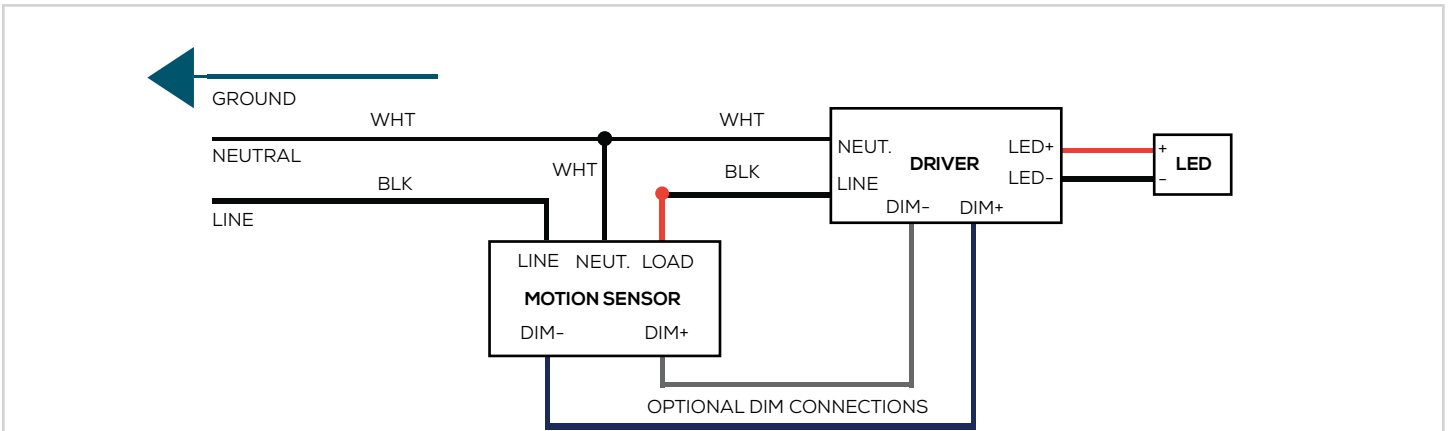 GROUND
WHT
WHT
NEUTRAL
WHT
BLK
BLK
LINE
NEUT.
LINE
DRIVER
LED+
LED-
DIM-
DIM+
+
-
LED
LINE NEUT. LOAD
MOTION SENSOR
DIM- DIM+
OPTIONAL DIM CONNECTIONS